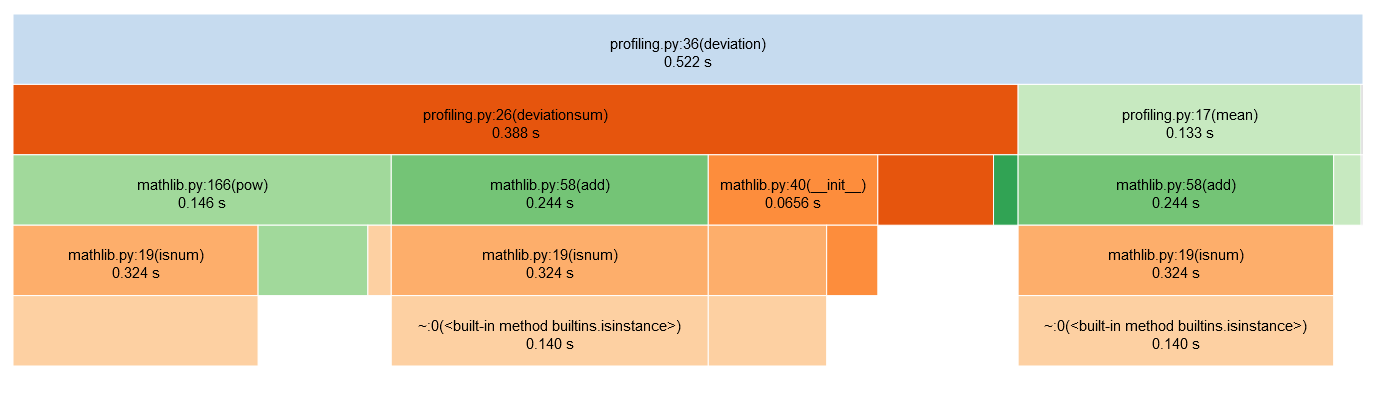 profiling.py:36(deviation)
0.522 s
profiling.py:26(deviationsum)
0.388 s
profiling.py:17(mean)
0.133 s
mathlib.py:166(pow)
0.146 s
mathlib.py:58(add)
0.244 s
mathlib.py:40(__init__)
0.0656 s
mathlib.py:58(add)
0.244 s
mathlib.py:19(isnum)
0.324 s
mathlib.py:19(isnum)
0.324 s
mathlib.py:19(isnum)
0.324 s
~:0(<built-in method builtins.isinstance>)
0.140 s
~:0(<built-in method builtins.isinstance>)
0.140 s